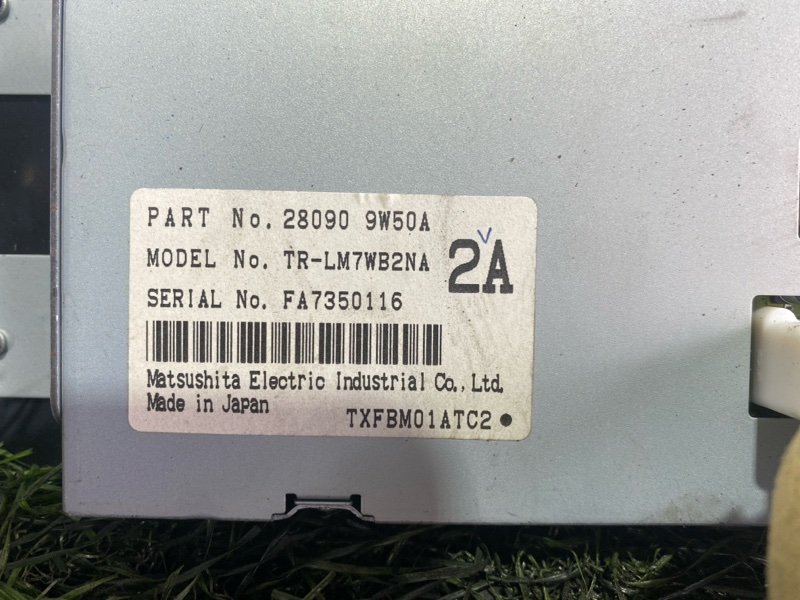 PART No. 28090 9W50A
MODEL No. TR-LM7WB2NA
2A
SERIAL No. FA7350116
Matsushita Electric Industrial Co., Ltd.
Made in Japan
TXFBM01ATC2